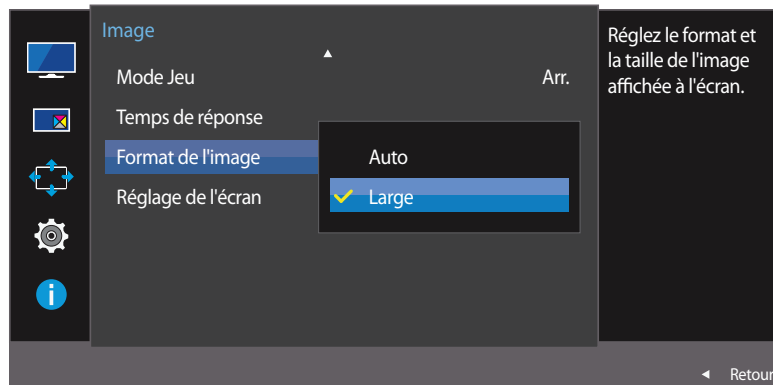 Image
Mode Jeu Arr.
Temps de réponse
Format de l'image
Réglage de l'écran
Auto
Large
Réglez le format et
la taille de l'image
affichée à l'écran.
Retour